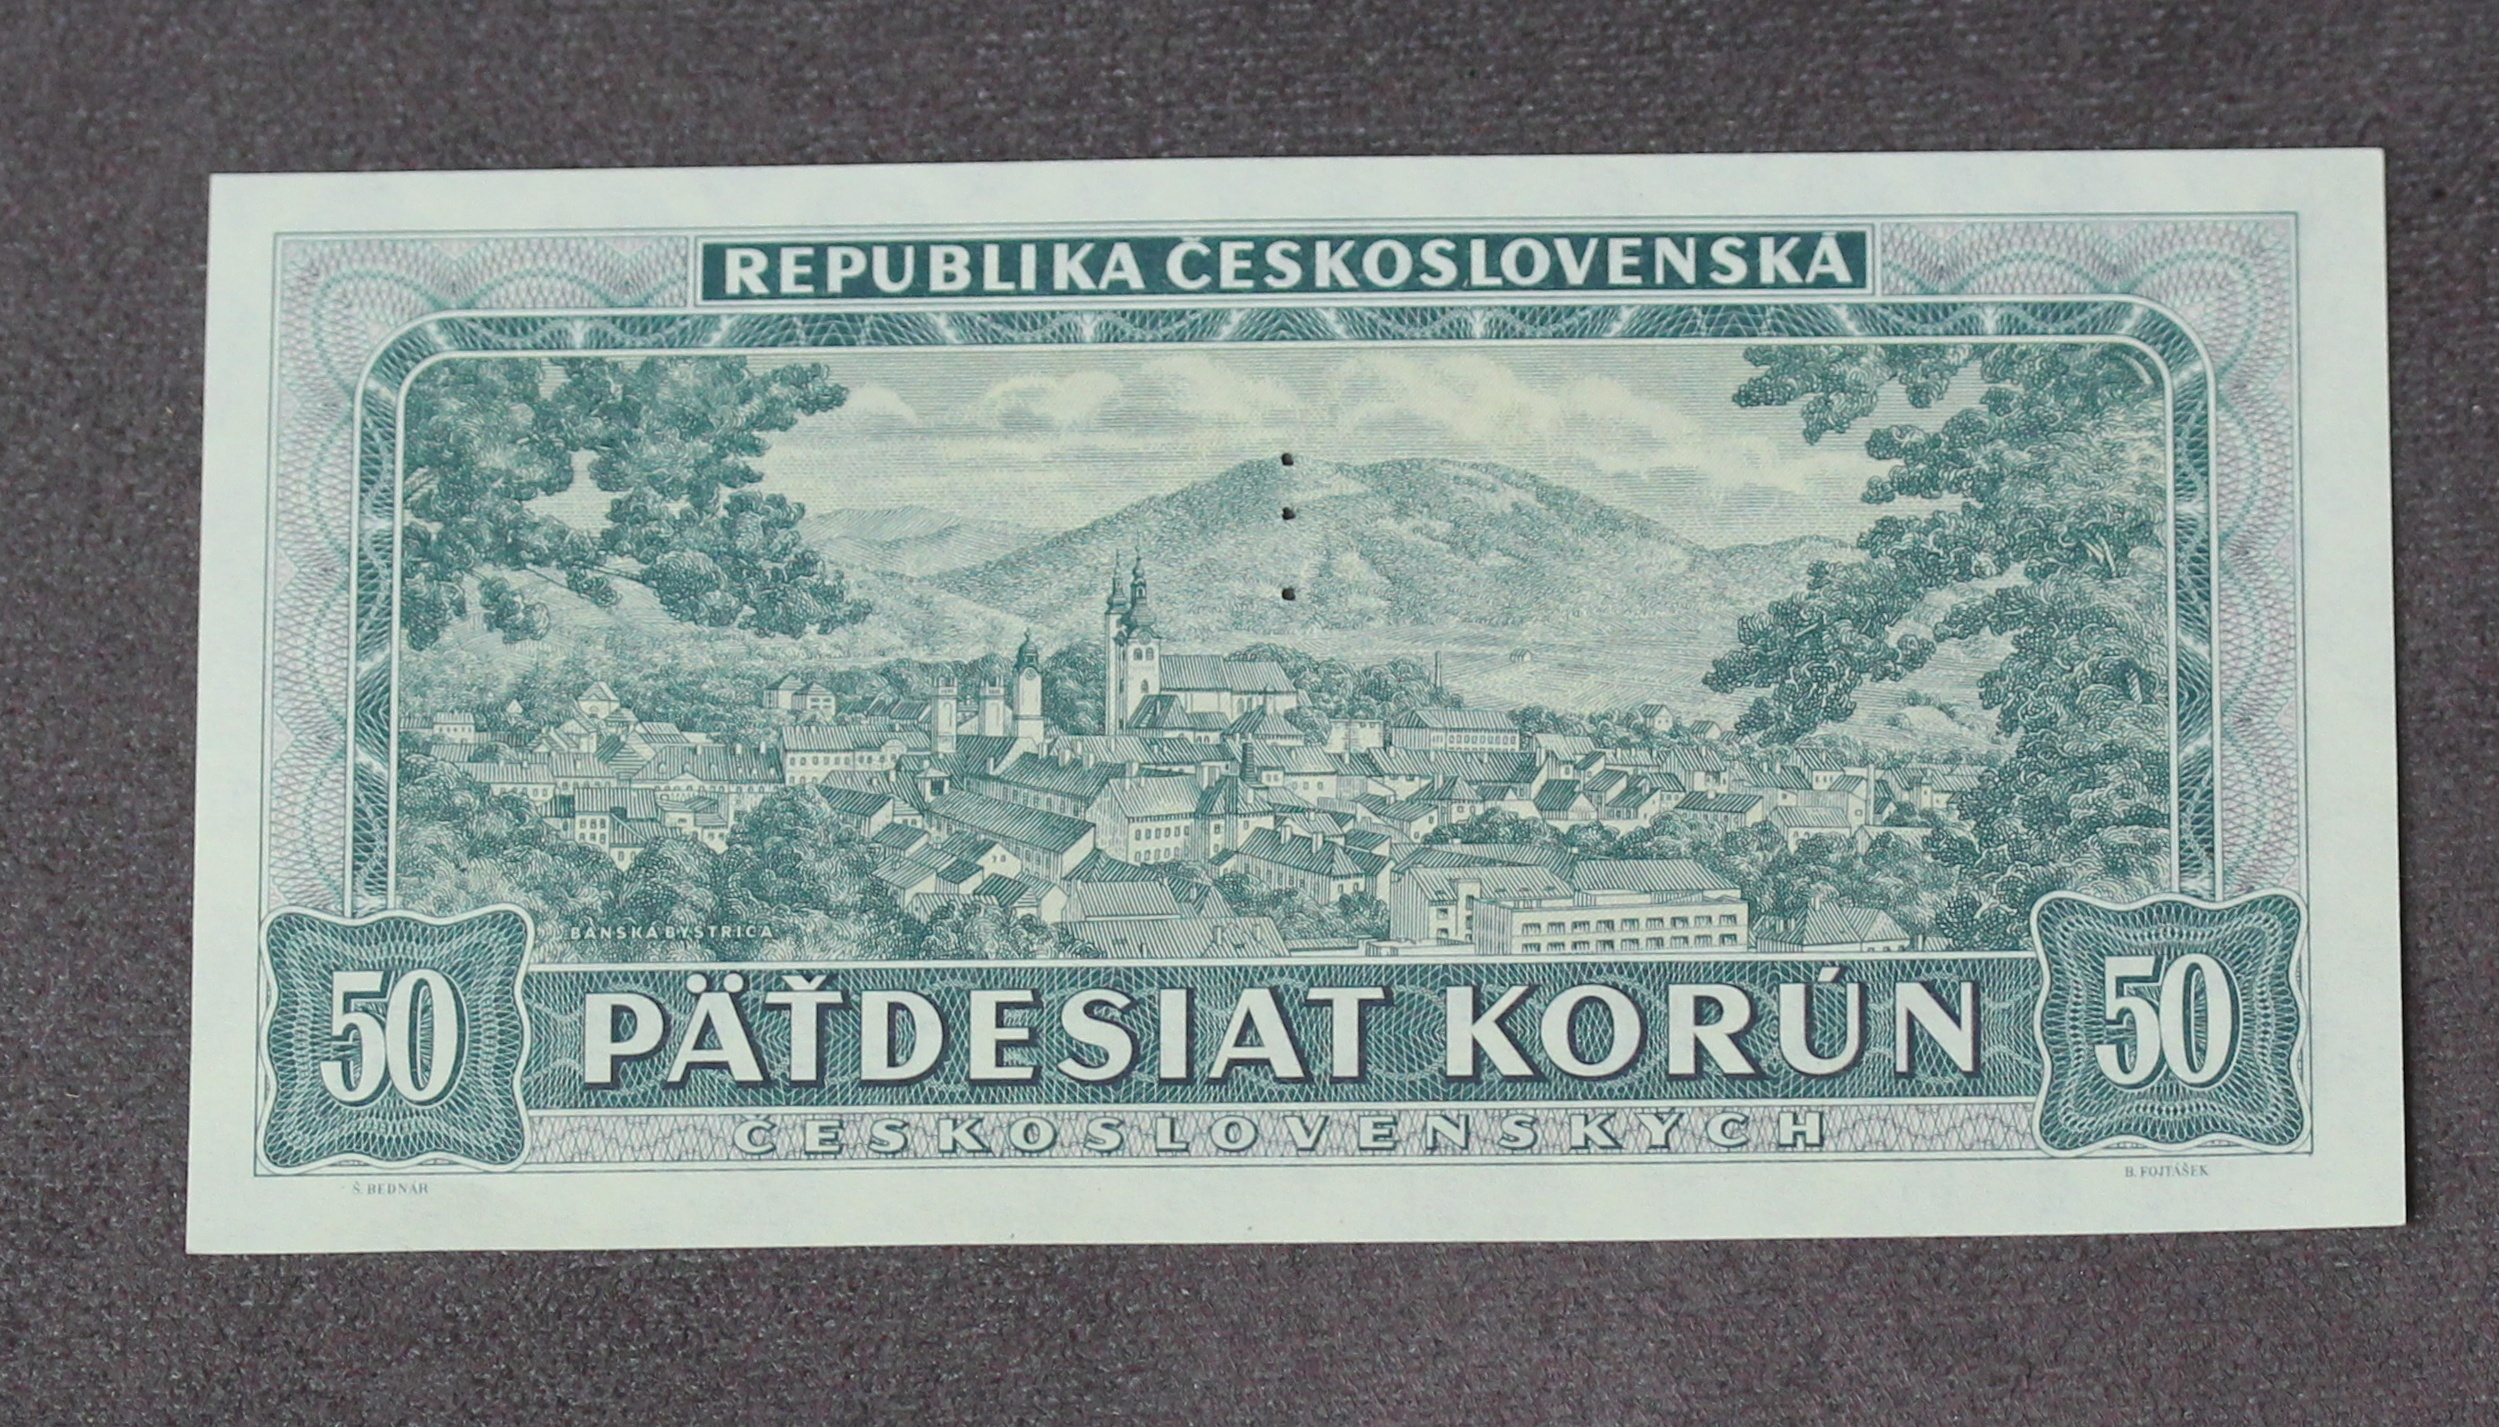 REPUBLIKA ČESKOSLOVENSKÁ
BANSKÁ BYSTRICA
50 PÄŤDESIAT KORÚN 50
ČESKOSLOVENSKÝCH
Š. BEDNÁR
B. FOJTÁŠEK